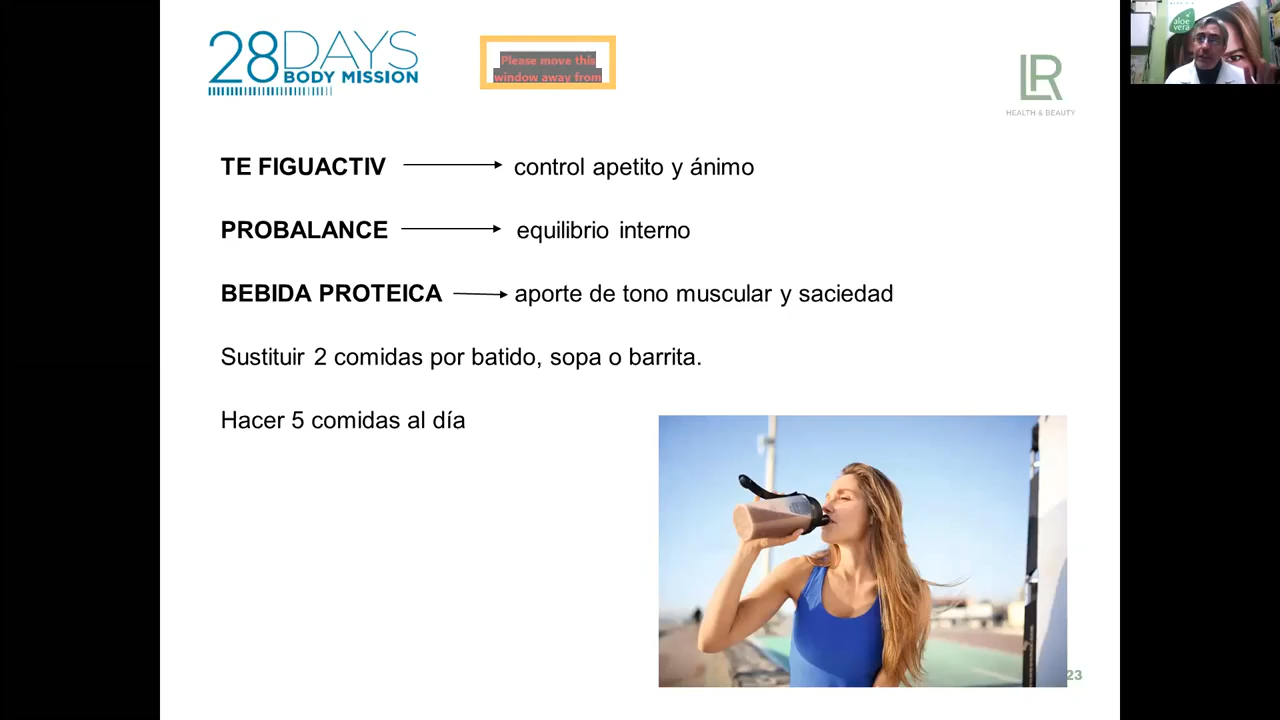 28DAYS
BODY MISSION
Please move this
window away from
LR
HEALTH & BEAUTY
aloe
vera
TE FIGUACTIV control apetito y ánimo
PROBALANCE equilibrio interno
BEBIDA PROTEICA aporte de tono muscular y saciedad
Sustituir 2 comidas por batido, sopa o barrita.
Hacer 5 comidas al día
23